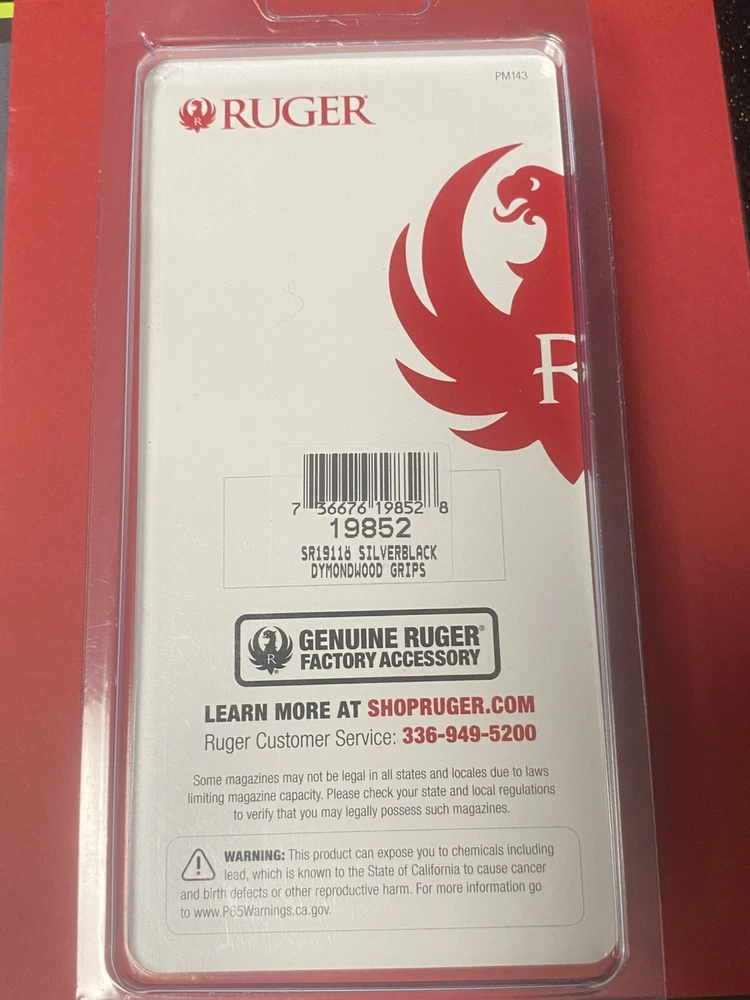 PM143
RUGER
R
7 36676 19852 8
19852
SR1911® SILVERBLACK
DYMONDWOOD GRIPS
R
GENUINE RUGER®
FACTORY ACCESSORY
LEARN MORE AT SHOPRUGER.COM
Ruger Customer Service: 336-949-5200
Some magazines may not be legal in all states and locales due to laws
limiting magazine capacity. Please check your state and local regulations
to verify that you may legally possess such magazines.
WARNING: This product can expose you to chemicals including
lead, which is known to the State of California to cause cancer
and birth defects or other reproductive harm. For more information go
to www.P65Warnings.ca.gov.